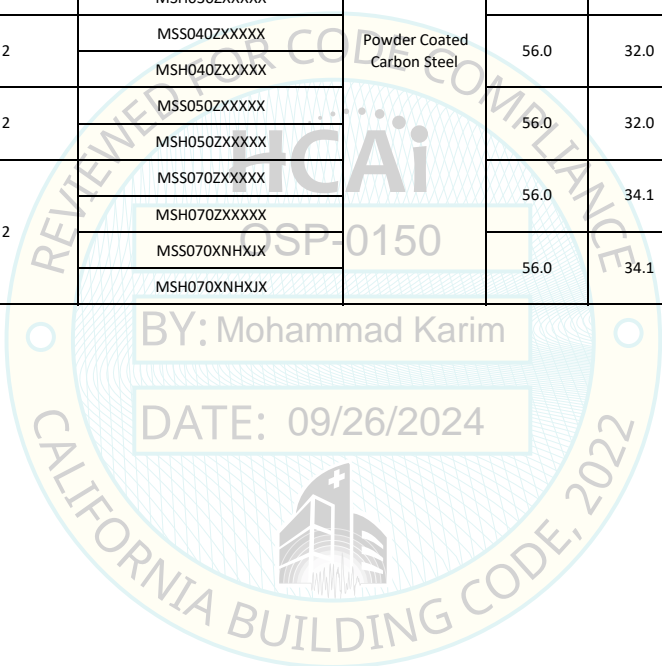 2 MSS040ZXXXXX Powder Coated Carbon Steel 56.0 32.0
MSH040ZXXXXX
2 MSS050ZXXXXX 56.0 32.0
MSH050ZXXXXX
2 MSS070ZXXXXX 56.0 34.1
MSH070ZXXXXX
MSS070XNHXJX 56.0 34.1
MSH070XNHXJX
REVIEWED FOR CODE COMPLIANCE
HCAi
OSP-0150
BY: Mohammad Karim
DATE: 09/26/2024
CALIFORNIA BUILDING CODE, 2022